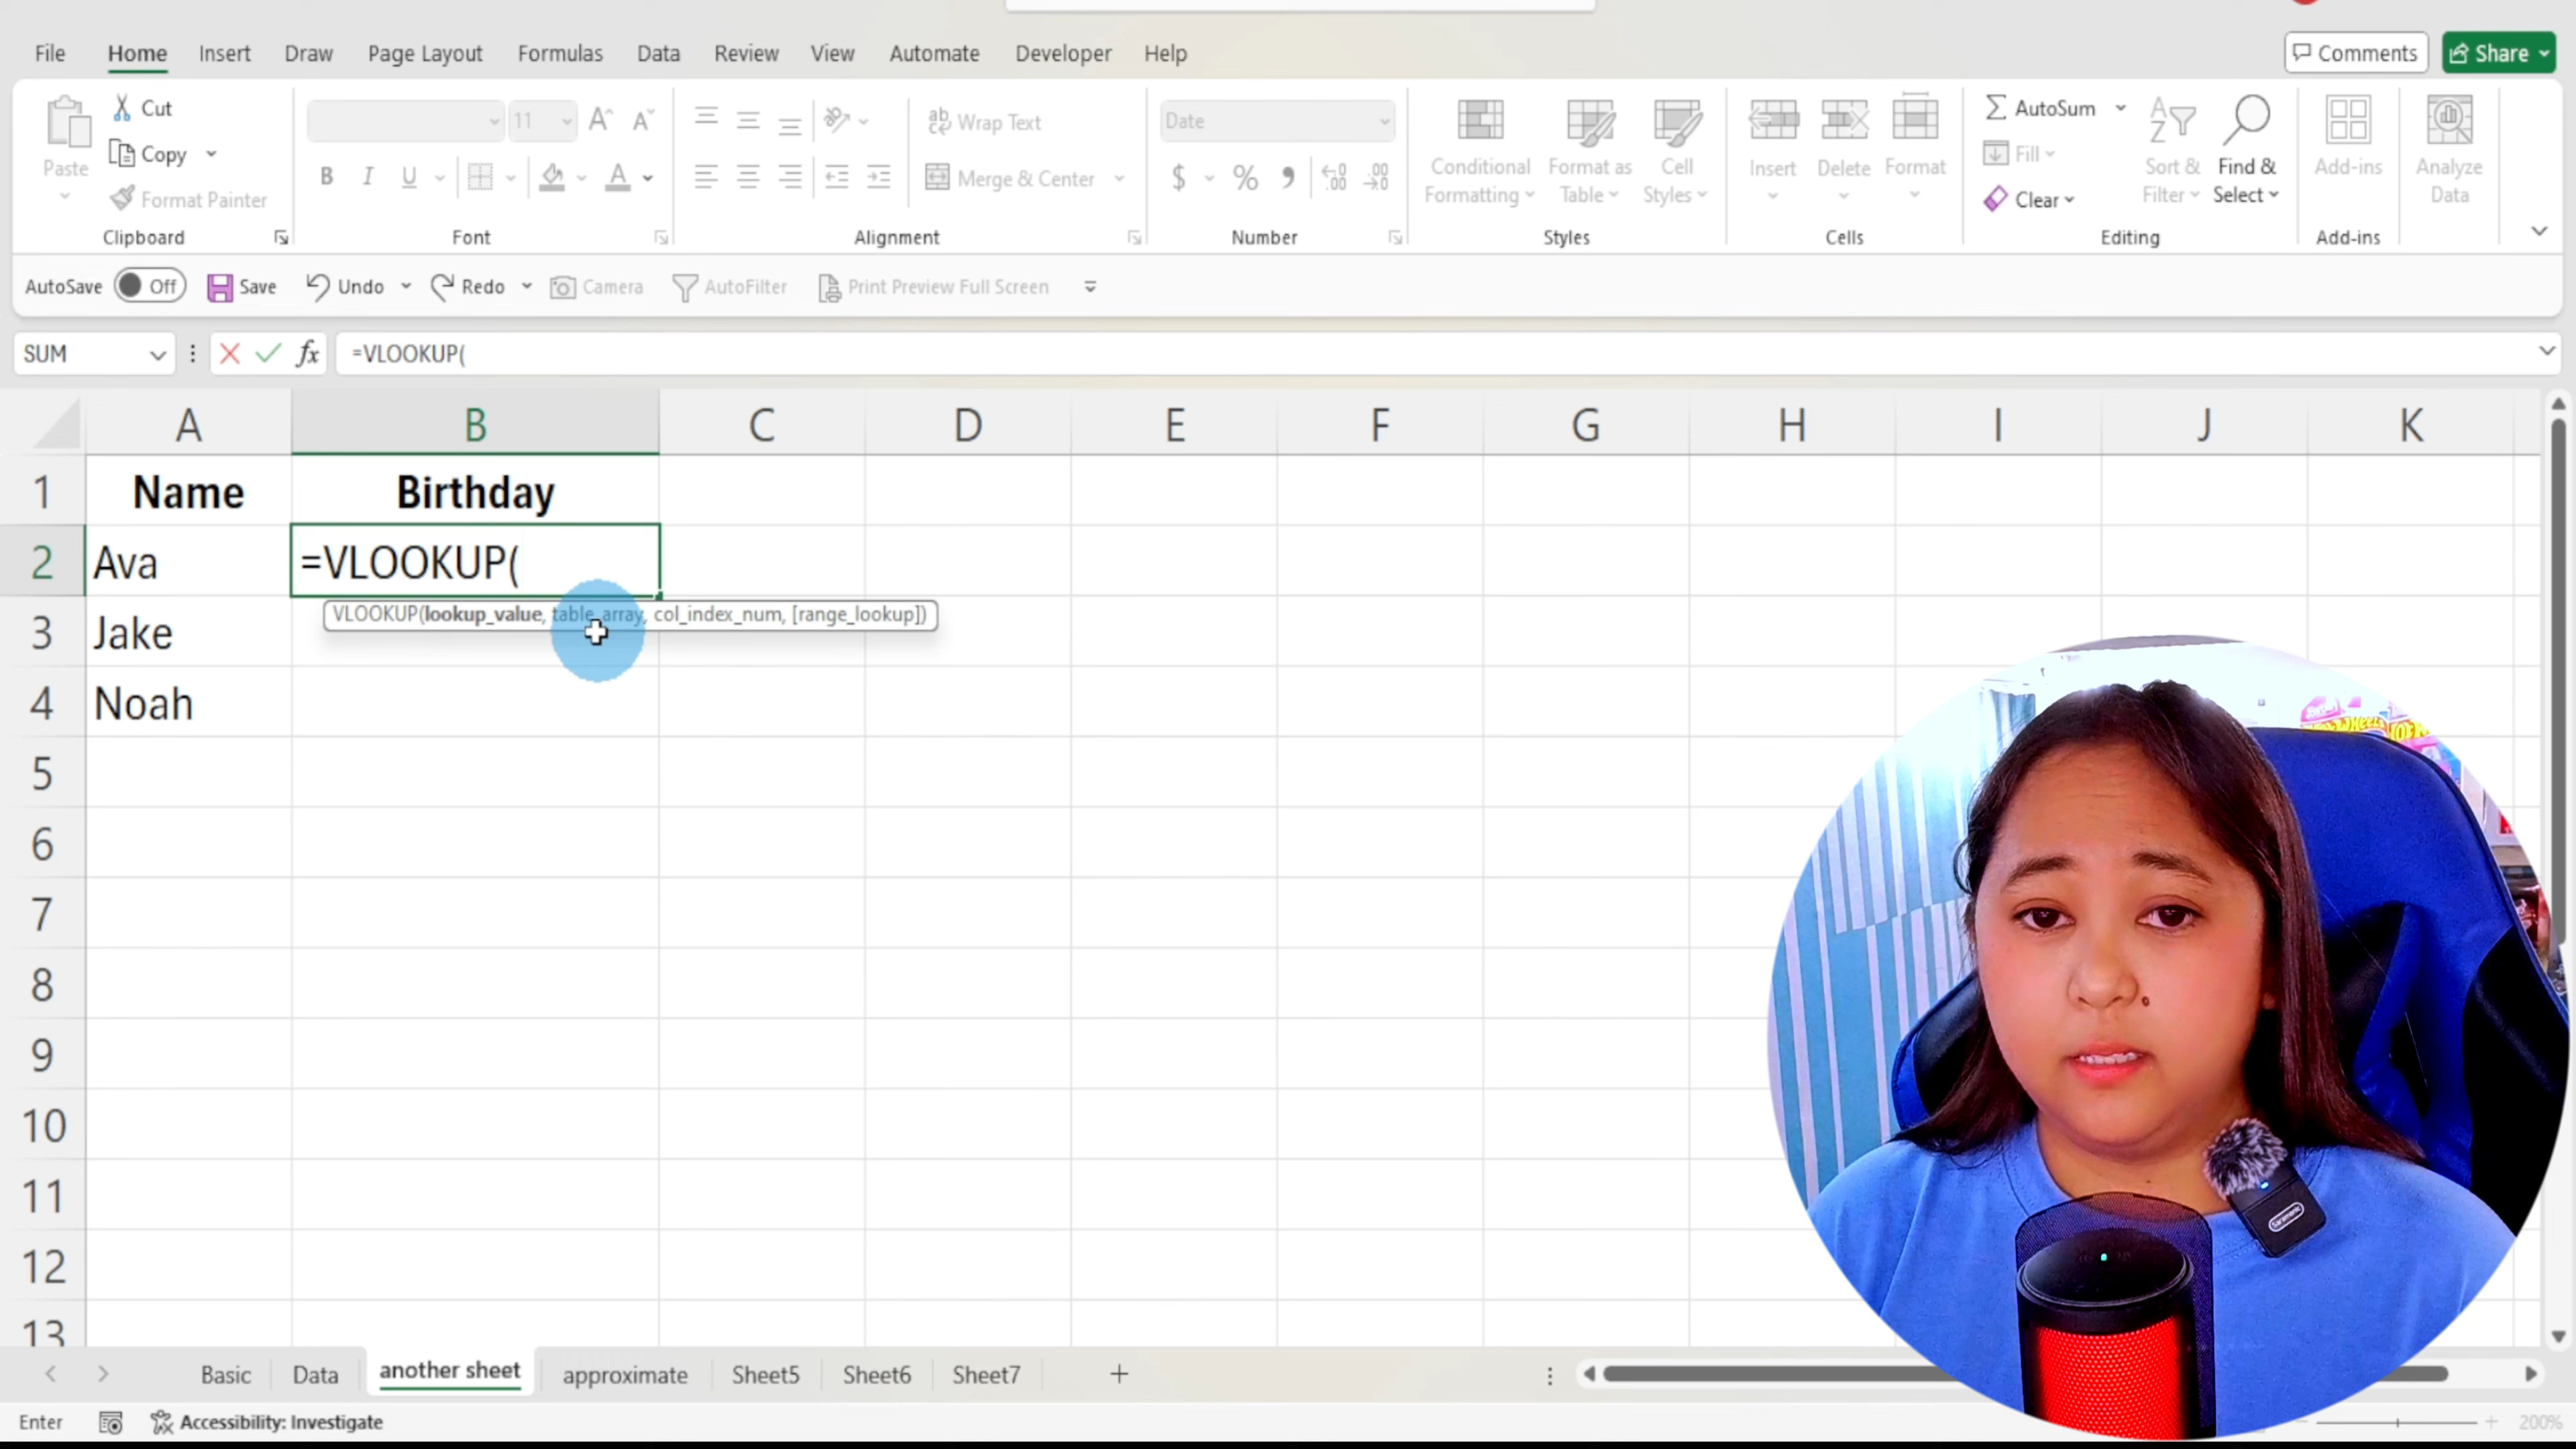 File Home Insert Draw Page Layout Formulas Data Review View Automate Developer Help Comments Share
Cut
Copy
Paste
Format Painter
Clipboard
11
B I U
Font
Wrap Text
Merge & Center
Alignment
Date
$ % 9
Number
Conditional Formatting
Format as Table
Cell Styles
Styles
Insert Delete Format
Cells
AutoSum
Fill
Clear
Sort & Filter
Find & Select
Editing
Add-ins
Add-ins
Analyze Data
AutoSave Off Save Undo Redo Camera AutoFilter Print Preview Full Screen
SUM fx =VLOOKUP(
A B C D E F G H I J K
1 Name Birthday
2 Ava =VLOOKUP(
VLOOKUP(lookup_value, table_array, col_index_num, [range_lookup])
3 Jake
4 Noah
5
6
7
8
9
10
11
12
13
Saramonic
Basic Data another sheet approximate Sheet5 Sheet6 Sheet7
Enter Accessibility: Investigate 200%